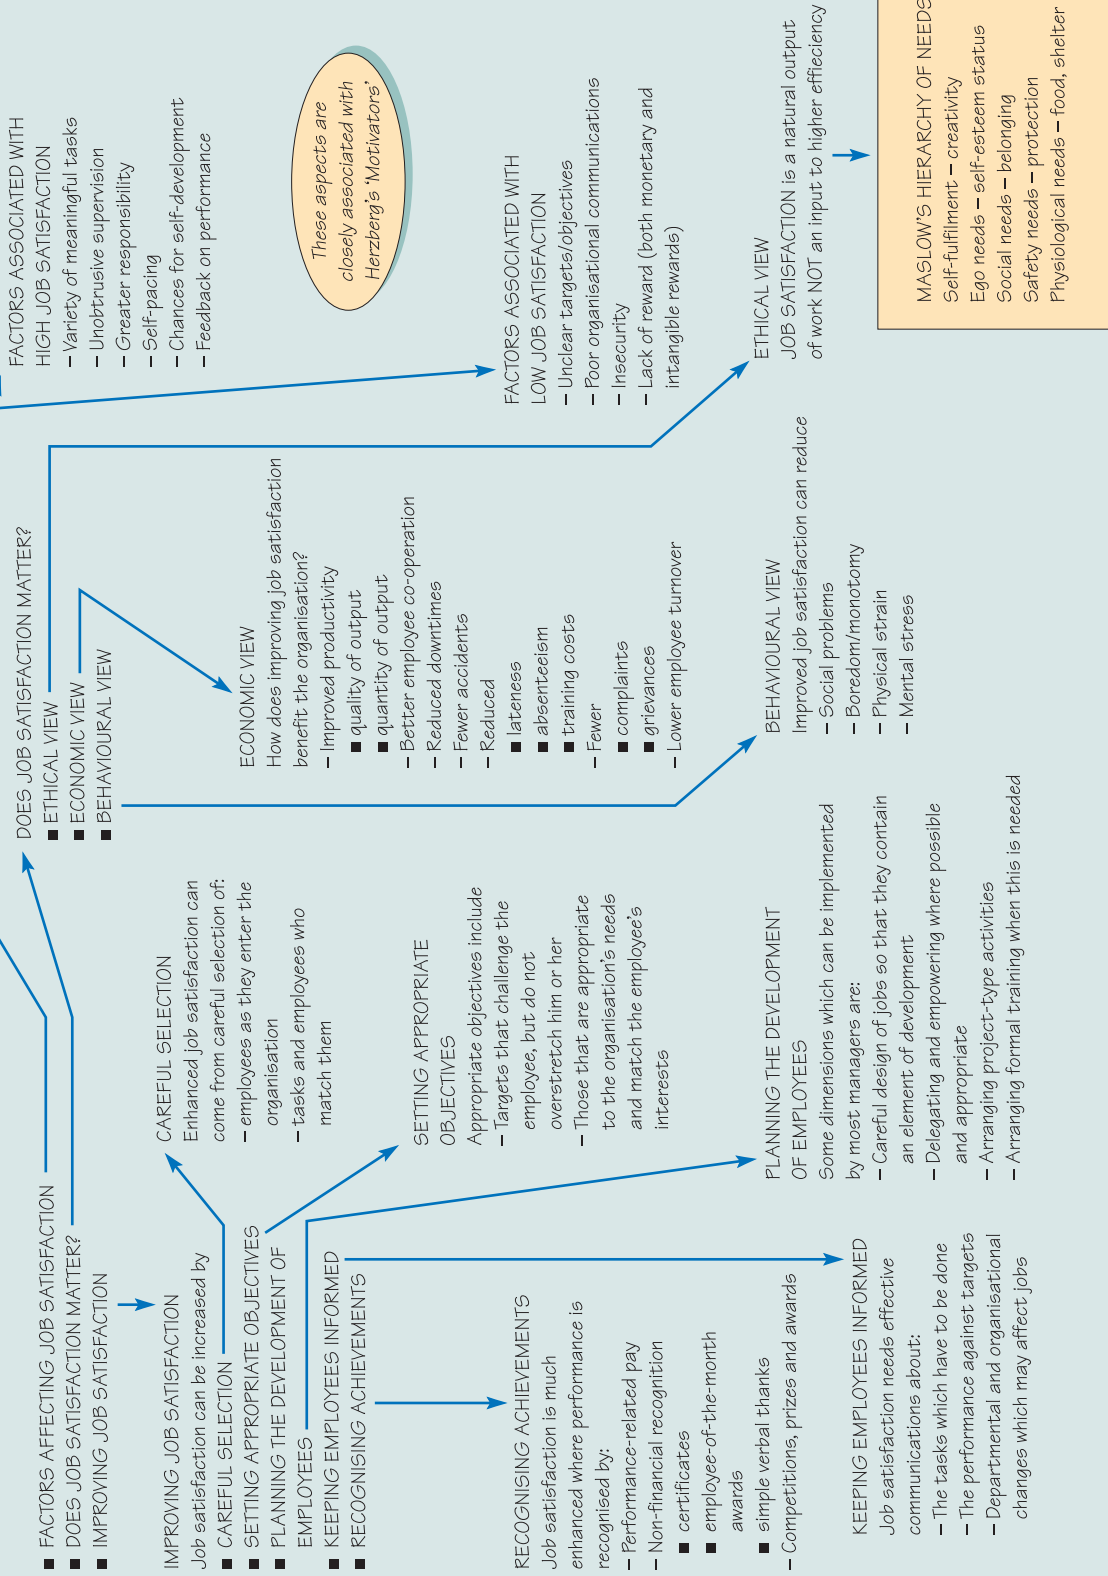 ■ FACTORS AFFECTING JOB SATISFACTION
■ DOES JOB SATISFACTION MATTER?
■ IMPROVING JOB SATISFACTION
IMPROVING JOB SATISFACTION
Job satisfaction can be increased by
■ CAREFUL SELECTION
■ SETTING APPROPRIATE OBJECTIVES
■ PLANNING THE DEVELOPMENT OF
EMPLOYEES
■ KEEPING EMPLOYEES INFORMED
■ RECOGNISING ACHIEVEMENTS
RECOGNISING ACHIEVEMENTS
Job satisfaction is much
enhanced where performance is
recognised by:
– Performance-related pay
– Non-financial recognition
■ certificates
■ employee-of-the-month
awards
■ simple verbal thanks
– Competitions, prizes and awards
KEEPING EMPLOYEES INFORMED
Job satisfaction needs effective
communications about:
– The tasks which have to be done
– The performance against targets
– Departmental and organisational
changes which may affect jobs
CAREFUL SELECTION
Enhanced job satisfaction can
come from careful selection of:
– employees as they enter the
organisation
– tasks and employees who
match them
SETTING APPROPRIATE
OBJECTIVES
Appropriate objectives include
– Targets that challenge the
employee, but do not
overstretch him or her
– Those that are appropriate
to the organisation's needs
and match the employee's
interests
PLANNING THE DEVELOPMENT
OF EMPLOYEES
Some dimensions which can be implemented
by most managers are:
– Careful design of jobs so that they contain
an element of development
– Delegating and empowering where possible
and appropriate
– Arranging project-type activities
– Arranging formal training when this is needed
DOES JOB SATISFACTION MATTER?
■ ETHICAL VIEW
■ ECONOMIC VIEW
■ BEHAVIOURAL VIEW
ECONOMIC VIEW
How does improving job satisfaction
benefit the organisation?
– Improved productivity
■ quality of output
■ quantity of output
– Better employee co-operation
– Reduced downtimes
– Fewer accidents
– Reduced
■ lateness
■ absenteeism
■ training costs
– Fewer
■ complaints
■ grievances
– Lower employee turnover
BEHAVIOURAL VIEW
Improved job satisfaction can reduce
– Social problems
– Boredom/monotomy
– Physical strain
– Mental stress
FACTORS ASSOCIATED WITH
HIGH JOB SATISFACTION
– Variety of meaningful tasks
– Unobtrusive supervision
– Greater responsibility
– Self-pacing
– Chances for self-development
– Feedback on performance
These aspects are
closely associated with
Herzberg's 'Motivators'
FACTORS ASSOCIATED WITH
LOW JOB SATISFACTION
– Unclear targets/objectives
– Poor organisational communications
– Insecurity
– Lack of reward (both monetary and
intangible rewards)
ETHICAL VIEW
JOB SATISFACTION is a natural output
of work NOT an input to higher effieciency
MASLOW'S HIERARCHY OF NEEDS
Self-fulfilment – creativity
Ego needs – self-esteem status
Social needs – belonging
Safety needs – protection
Physiological needs – food, shelter